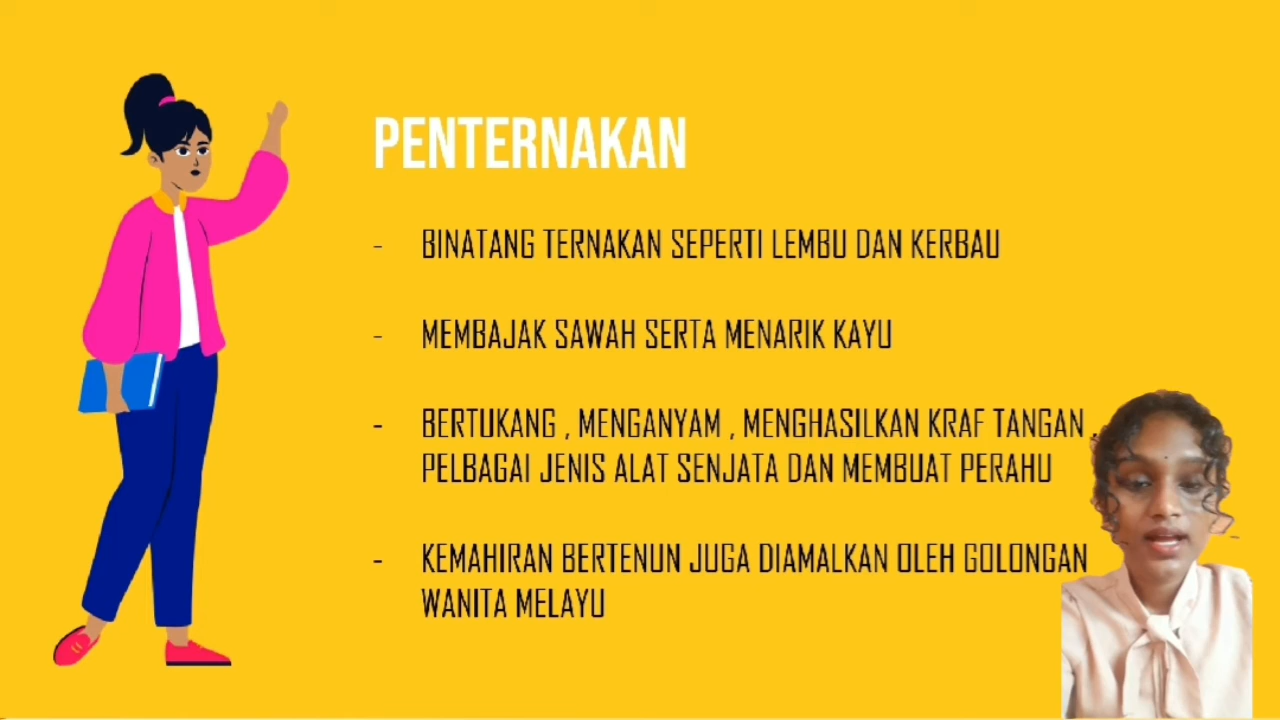 PENTERNAKAN
- BINATANG TERNAKAN SEPERTI LEMBU DAN KERBAU
- MEMBAJAK SAWAH SERTA MENARIK KAYU
- BERTUKANG , MENGANYAM , MENGHASILKAN KRAF TANGAN ,
PELBAGAI JENIS ALAT SENJATA DAN MEMBUAT PERAHU
- KEMAHIRAN BERTENUN JUGA DIAMALKAN OLEH GOLONGAN
WANITA MELAYU